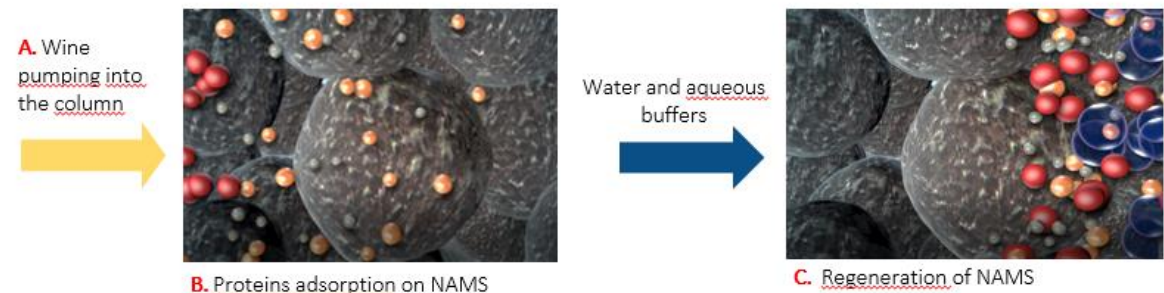 A. Wine
pumping into
the column
Water and aqueous
buffers
B. Proteins adsorption on NAMS
C. Regeneration of NAMS